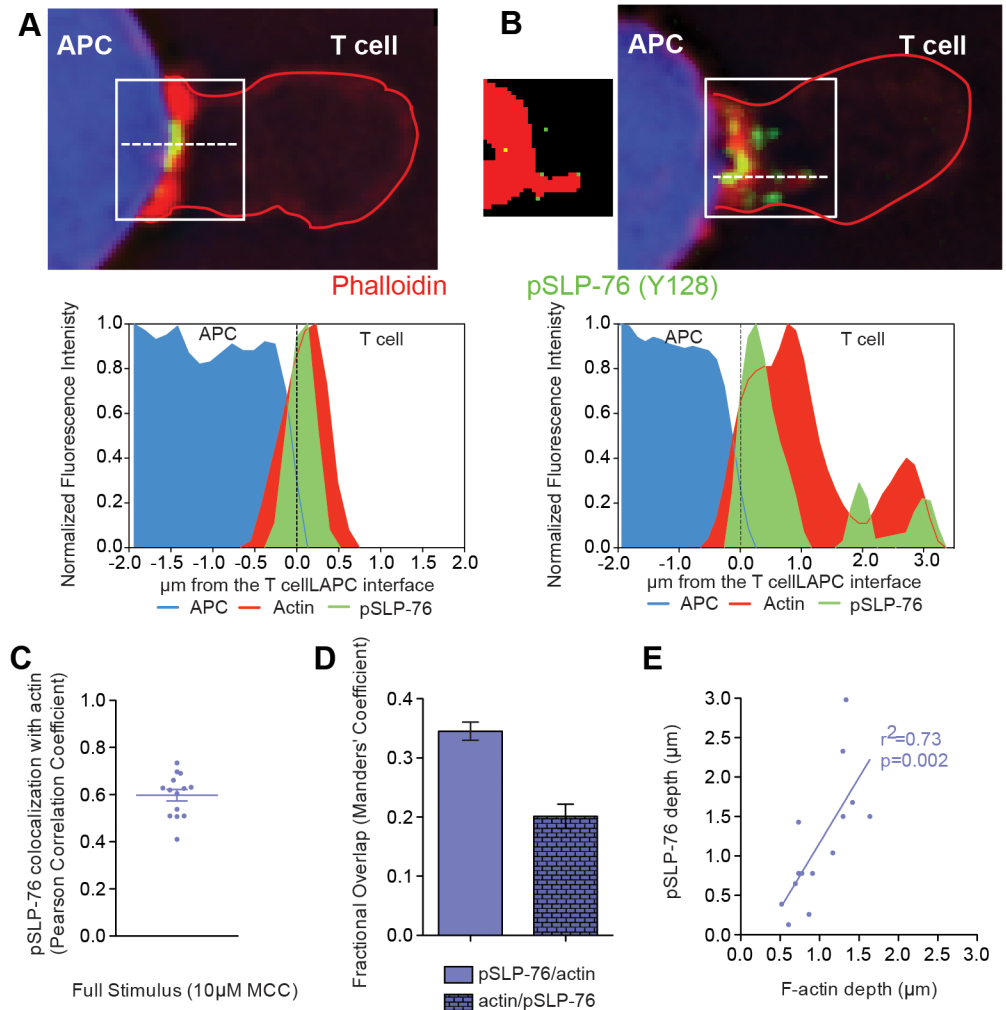 A
APC
T cell
B
APC
T cell
Phalloidin
pSLP-76 (Y128)
Normalized Fluorescence Intenisty
1.0
0.8
0.6
0.4
0.2
0.0
APC
T cell
-2.0
-1.0
0.0
1.0
2.0
µm from the T cellLAPC interface
APC
Actin
pSLP-76
Normalized Fluorescence Intensity
1.0
0.8
0.6
0.4
0.2
0.0
APC
T cell
-2.0
-1.0
0.0
1.0
2.0
3.0
µm from the T cellLAPC interface
APC
Actin
pSLP-76
C
pSLP-76 colocalization with actin
(Pearson Correlation Coefficient)
1.0
0.8
0.6
0.4
0.2
0.0
Full Stimulus (10µM MCC)
D
Fractional Overlap (Manders' Coefficient)
0.4
0.3
0.2
0.1
0.0
pSLP-76/actin
actin/pSLP-76
E
pSLP-76 depth (µm)
3.0
2.5
2.0
1.5
1.0
0.5
0.0
r²=0.73
p=0.002
0.0
0.5
1.0
1.5
2.0
2.5
3.0
F-actin depth (µm)